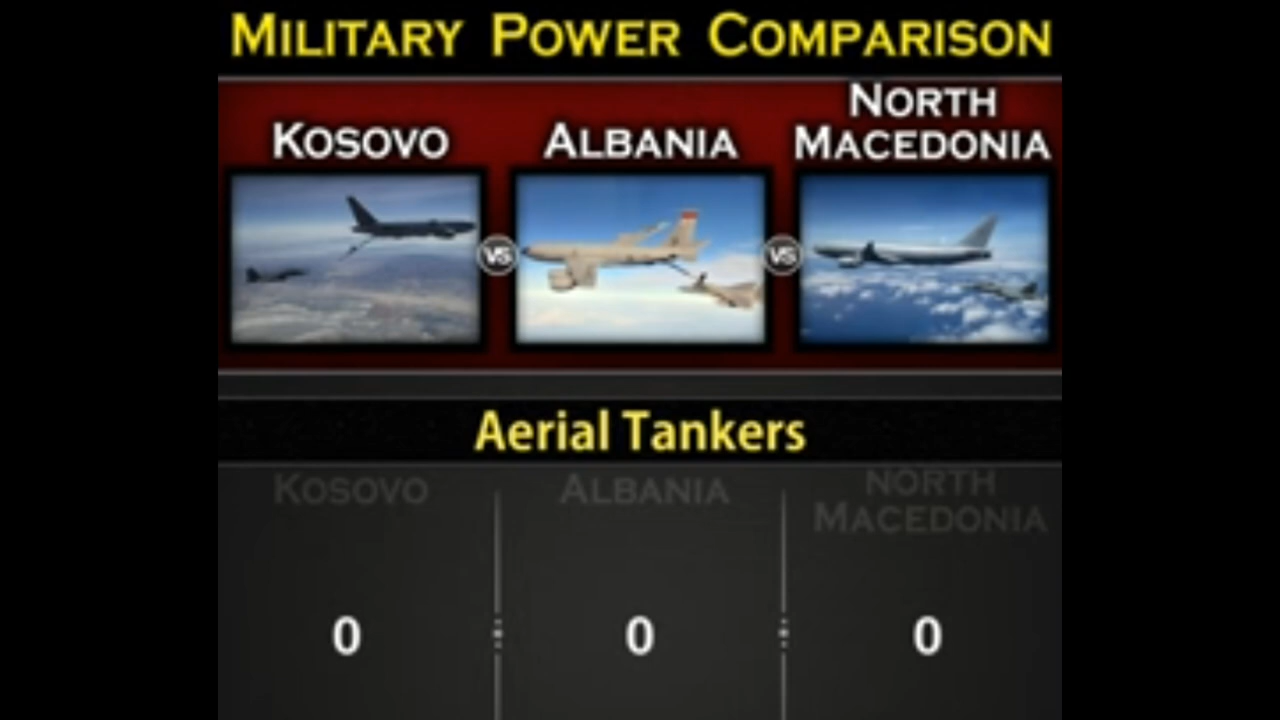 MILITARY POWER COMPARISON
KOSOVO
ALBANIA
NORTH
MACEDONIA
VS
VS
Aerial Tankers
KOSOVO
ALBANIA
NORTH
MACEDONIA
0
0
0